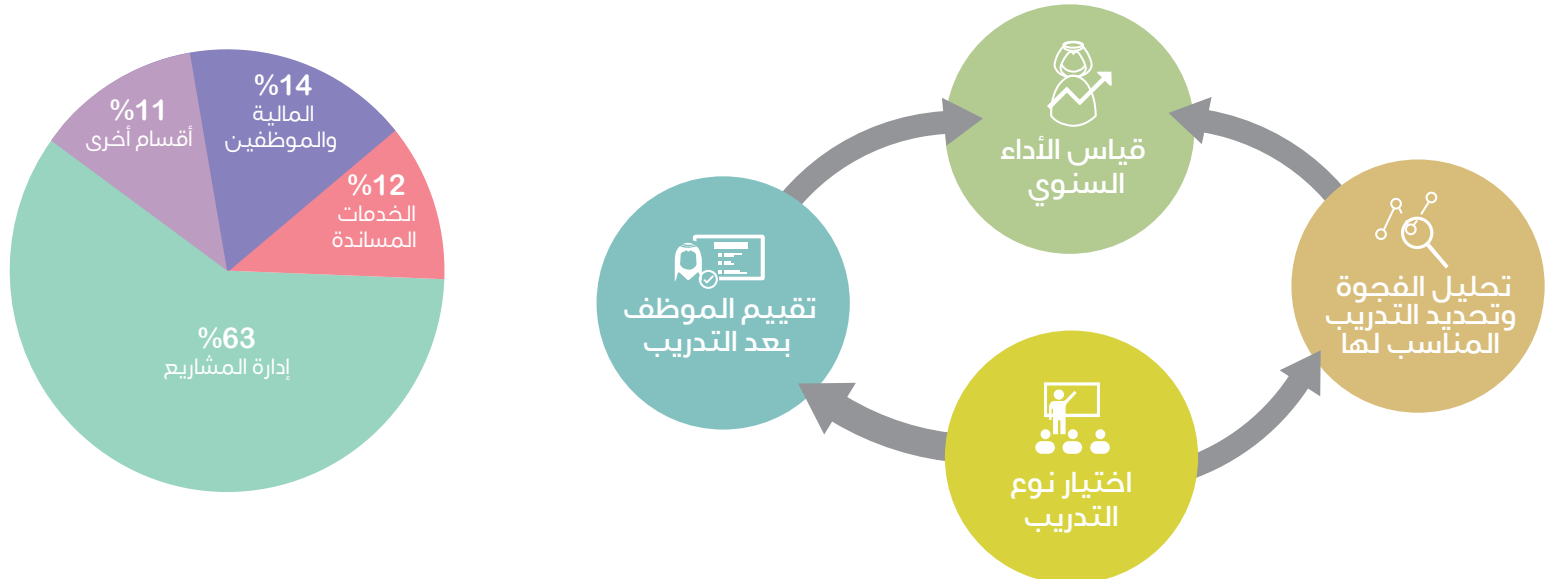 %14
المالية
والموظفين
%11
أقسام أخرى
%12
الخدمات
المساندة
%63
إدارة المشاريع
قياس الأداء
السنوي
تحليل الفجوة
وتحديد التدريب
المناسب لها
اختيار نوع
التدريب
تقييم الموظف
بعد التدريب